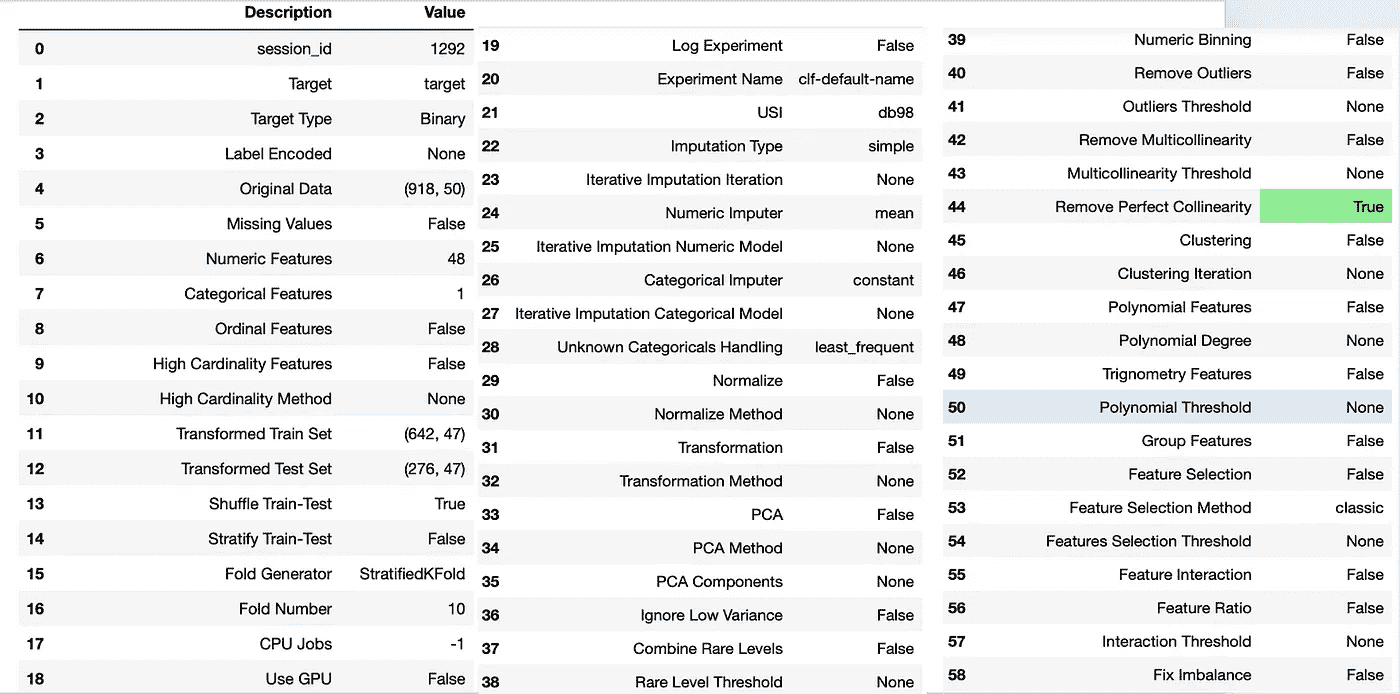 Description Value
0 session_id 1292
1 Target target
2 Target Type Binary
3 Label Encoded None
4 Original Data (918, 50)
5 Missing Values False
6 Numeric Features 48
7 Categorical Features 1
8 Ordinal Features False
9 High Cardinality Features False
10 High Cardinality Method None
11 Transformed Train Set (642, 47)
12 Transformed Test Set (276, 47)
13 Shuffle Train-Test True
14 Stratify Train-Test False
15 Fold Generator StratifiedKFold
16 Fold Number 10
17 CPU Jobs -1
18 Use GPU False
19 Log Experiment False
20 Experiment Name clf-default-name
21 USI db98
22 Imputation Type simple
23 Iterative Imputation Iteration None
24 Numeric Imputer mean
25 Iterative Imputation Numeric Model None
26 Categorical Imputer constant
27 Iterative Imputation Categorical Model None
28 Unknown Categoricals Handling least_frequent
29 Normalize False
30 Normalize Method None
31 Transformation False
32 Transformation Method None
33 PCA False
34 PCA Method None
35 PCA Components None
36 Ignore Low Variance False
37 Combine Rare Levels False
38 Rare Level Threshold None
39 Numeric Binning False
40 Remove Outliers False
41 Outliers Threshold None
42 Remove Multicollinearity False
43 Multicollinearity Threshold None
44 Remove Perfect Collinearity True
45 Clustering False
46 Clustering Iteration None
47 Polynomial Features False
48 Polynomial Degree None
49 Trignometry Features False
50 Polynomial Threshold None
51 Group Features False
52 Feature Selection False
53 Feature Selection Method classic
54 Features Selection Threshold None
55 Feature Interaction False
56 Feature Ratio False
57 Interaction Threshold None
58 Fix Imbalance False